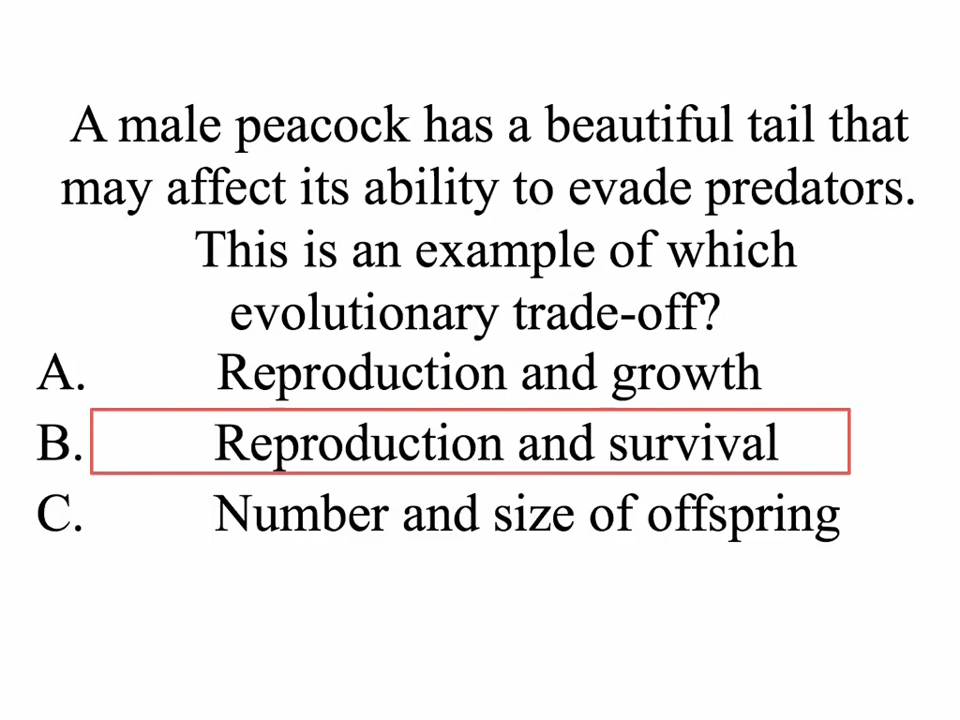 A male peacock has a beautiful tail that
may affect its ability to evade predators.
This is an example of which
evolutionary trade-off?
A. Reproduction and growth
B. Reproduction and survival
C. Number and size of offspring